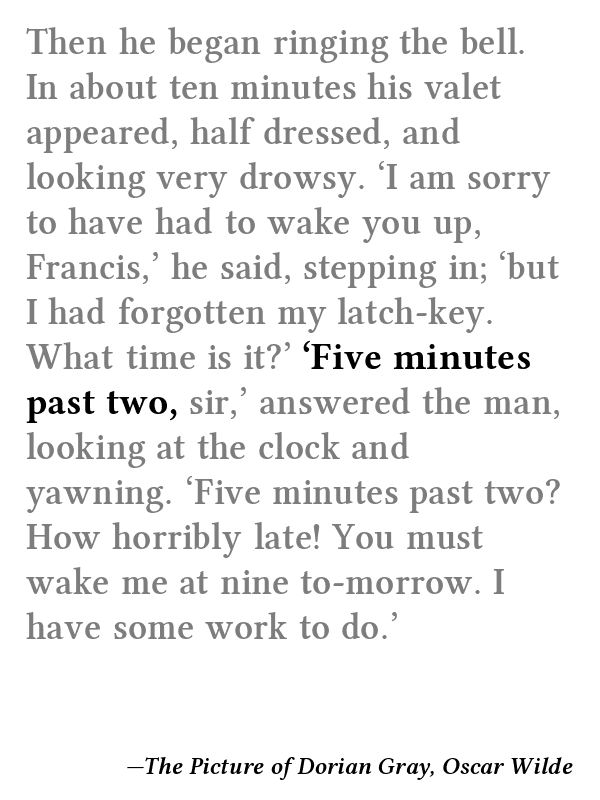 Then he began ringing the bell.
In about ten minutes his valet
appeared, half dressed, and
looking very drowsy. ‘I am sorry
to have had to wake you up,
Francis,’ he said, stepping in; ‘but
I had forgotten my latch-key.
What time is it?’ ‘Five minutes
past two, sir,’ answered the man,
looking at the clock and
yawning. ‘Five minutes past two?
How horribly late! You must
wake me at nine to-morrow. I
have some work to do.’
—The Picture of Dorian Gray, Oscar Wilde